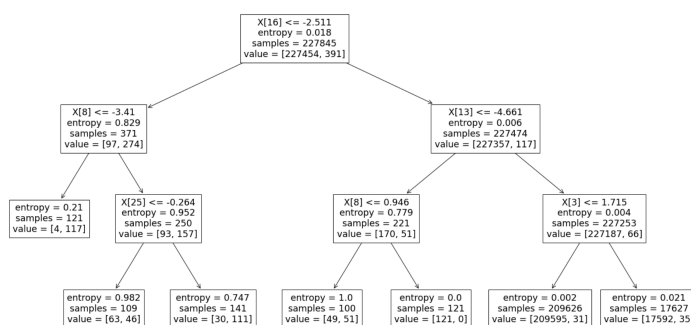 X[16] <= -2.511
entropy = 0.018
samples = 227845
value = [227454, 391]
X[8] <= -3.41
entropy = 0.829
samples = 371
value = [97, 274]
X[13] <= -4.661
entropy = 0.006
samples = 227474
value = [227357, 117]
entropy = 0.21
samples = 121
value = [4, 117]
X[25] <= -0.264
entropy = 0.952
samples = 250
value = [93, 157]
X[8] <= 0.946
entropy = 0.779
samples = 221
value = [170, 51]
X[3] <= 1.715
entropy = 0.004
samples = 227253
value = [227187, 66]
entropy = 0.982
samples = 109
value = [63, 46]
entropy = 0.747
samples = 141
value = [30, 111]
entropy = 1.0
samples = 100
value = [49, 51]
entropy = 0.0
samples = 121
value = [121, 0]
entropy = 0.002
samples = 209626
value = [209595, 31]
entropy = 0.021
samples = 17627
value = [17592, 35